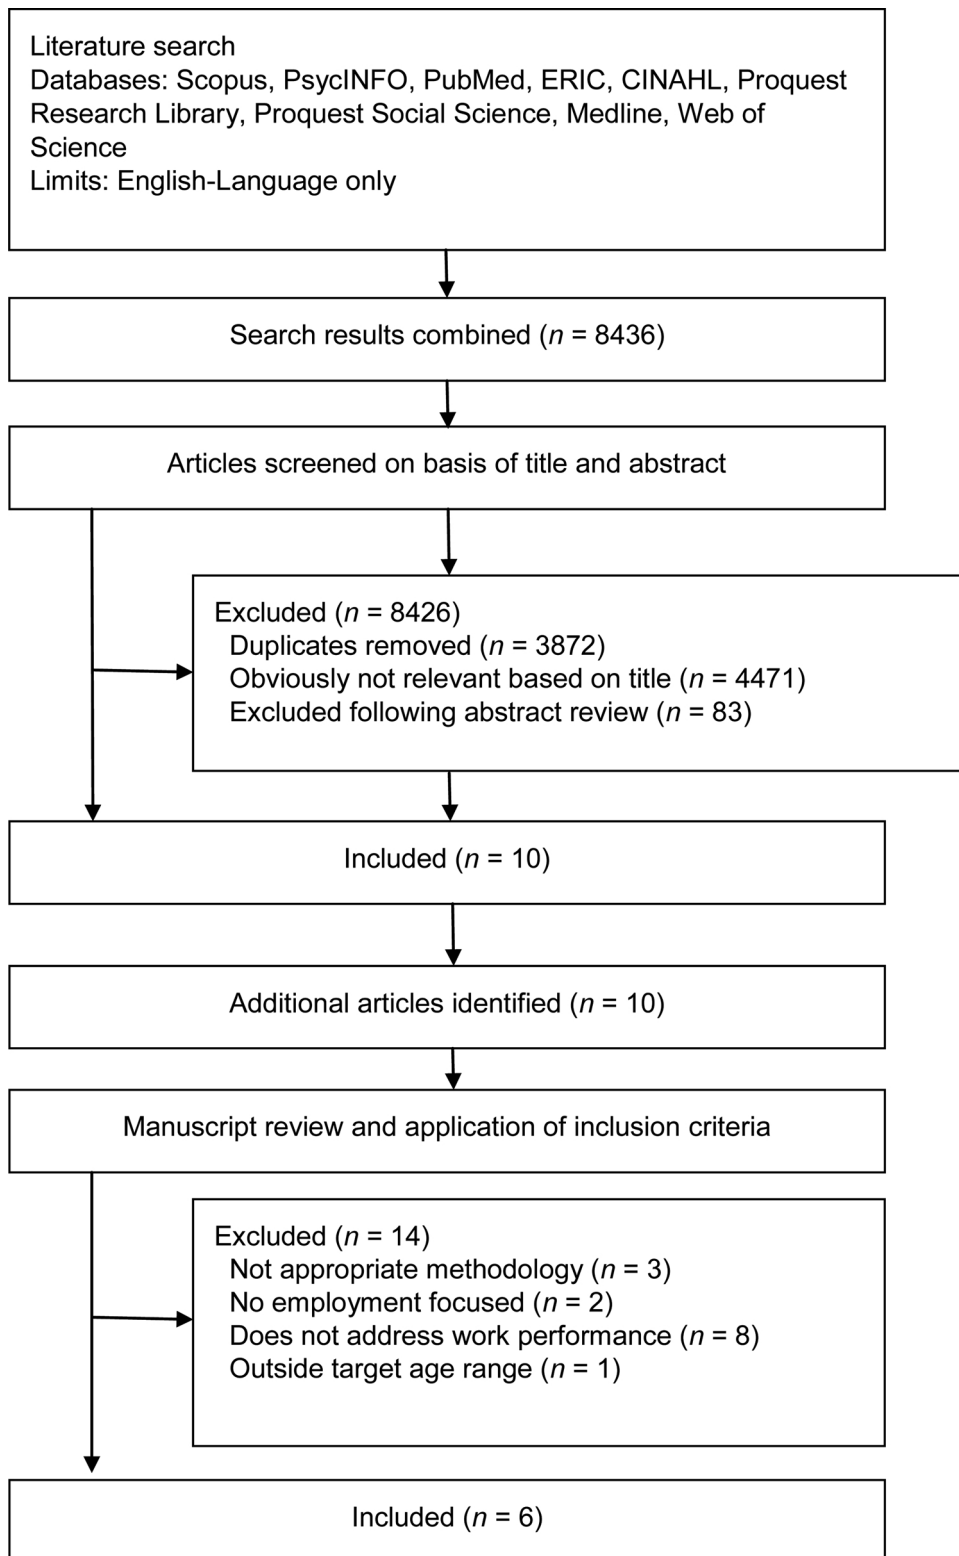 Literature search
Databases: Scopus, PsycINFO, PubMed, ERIC, CINAHL, Proquest
Research Library, Proquest Social Science, Medline, Web of
Science
Limits: English-Language only
Search results combined (n = 8436)
Articles screened on basis of title and abstract
Excluded (n = 8426)
Duplicates removed (n = 3872)
Obviously not relevant based on title (n = 4471)
Excluded following abstract review (n = 83)
Included (n = 10)
Additional articles identified (n = 10)
Manuscript review and application of inclusion criteria
Excluded (n = 14)
Not appropriate methodology (n = 3)
No employment focused (n = 2)
Does not address work performance (n = 8)
Outside target age range (n = 1)
Included (n = 6)